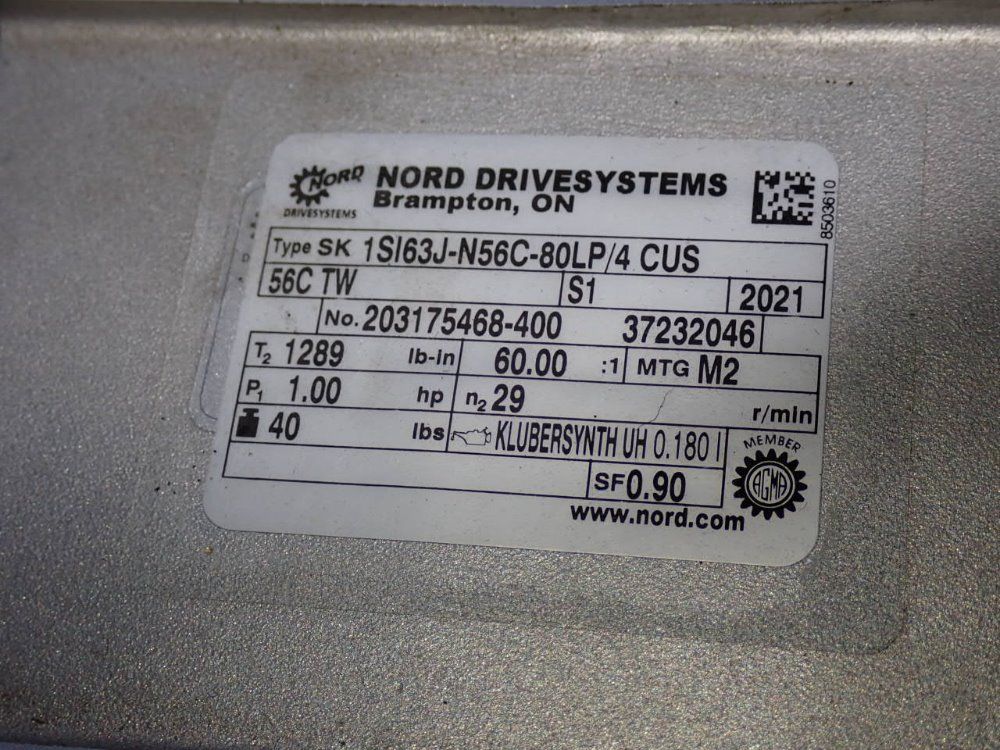 NORD
DRIVESYSTEMS
NORD DRIVESYSTEMS
Brampton, ON
8503610
Type SK 1SI63J-N56C-80LP/4 CUS
56C TW S1 2021
No. 203175468-400 37232046
T2 1289 lb-in 60.00 :1 MTG M2
P1 1.00 hp n2 29 r/min
40 lbs KLUBERSYNTH UH 0.180 l
SF 0.90
MEMBER
AGMA
www.nord.com